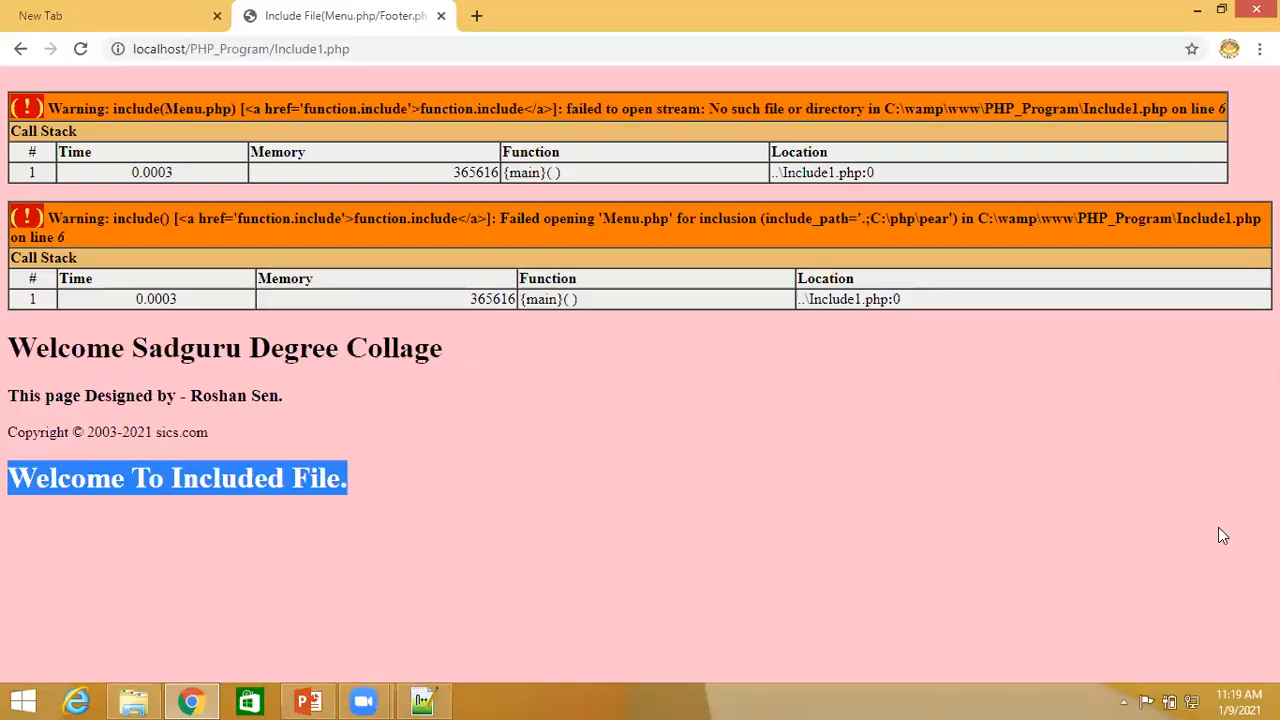 New Tab
Include File(Menu.php/Footer.ph
localhost/PHP_Program/Include1.php
( ! ) Warning: include(Menu.php) [<a href='function.include'>function.include</a>]: failed to open stream: No such file or directory in C:\wamp\www\PHP_Program\Include1.php on line 6
Call Stack
# Time Memory Function Location
1 0.0003 365616 {main}( ) ..\Include1.php:0
( ! ) Warning: include() [<a href='function.include'>function.include</a>]: Failed opening 'Menu.php' for inclusion (include_path='.;C:\php\pear') in C:\wamp\www\PHP_Program\Include1.php
on line 6
Call Stack
# Time Memory Function Location
1 0.0003 365616 {main}( ) ..\Include1.php:0
Welcome Sadguru Degree Collage
This page Designed by - Roshan Sen.
Copyright © 2003-2021 sics.com
Welcome To Included File.
11:19 AM
1/9/2021